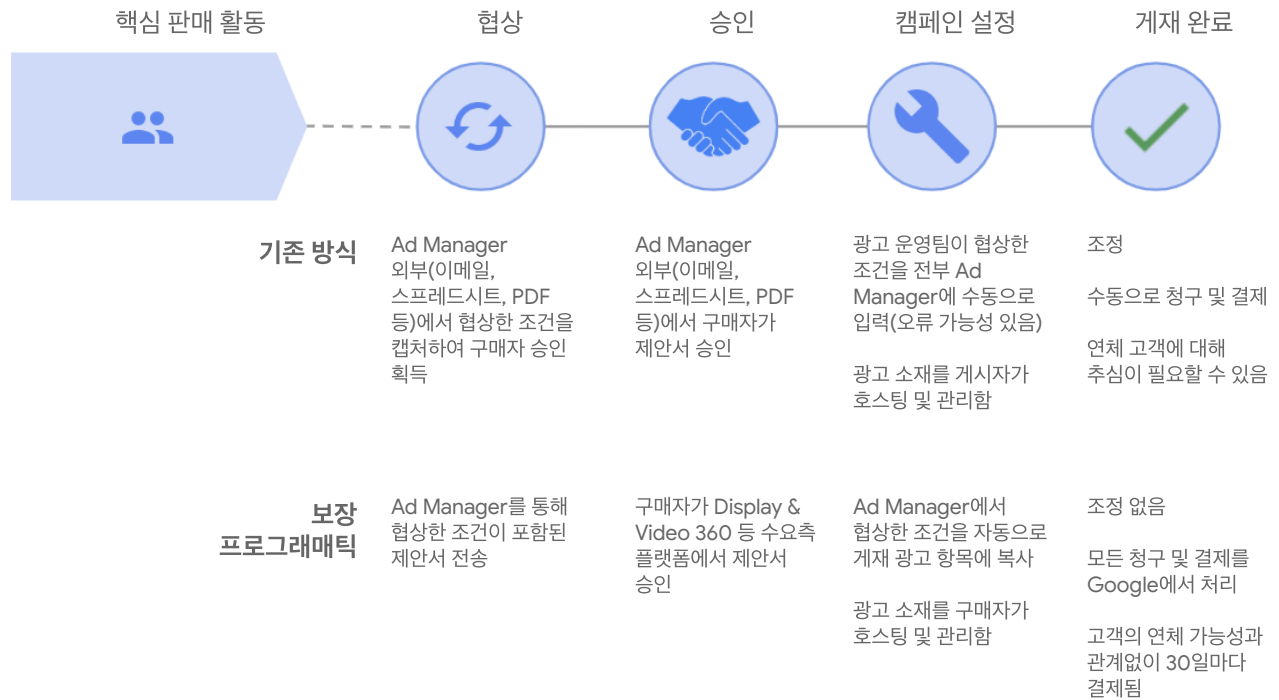 핵심 판매 활동
협상
승인
캠페인 설정
게재 완료
기존 방식
Ad Manager
외부(이메일,
스프레드시트, PDF
등)에서 협상한 조건을
캡처하여 구매자 승인
획득
Ad Manager
외부(이메일,
스프레드시트, PDF
등)에서 구매자가
제안서 승인
광고 운영팀이 협상한
조건을 전부 Ad
Manager에 수동으로
입력(오류 가능성 있음)
광고 소재를 게시자가
호스팅 및 관리함
조정
수동으로 청구 및 결제
연체 고객에 대해
추심이 필요할 수 있음
보장
프로그래매틱
Ad Manager를 통해
협상한 조건이 포함된
제안서 전송
구매자가 Display &
Video 360 등 수요측
플랫폼에서 제안서
승인
Ad Manager에서
협상한 조건을 자동으로
게재 광고 항목에 복사
광고 소재를 구매자가
호스팅 및 관리함
조정 없음
모든 청구 및 결제를
Google에서 처리
고객의 연체 가능성과
관계없이 30일마다
결제됨